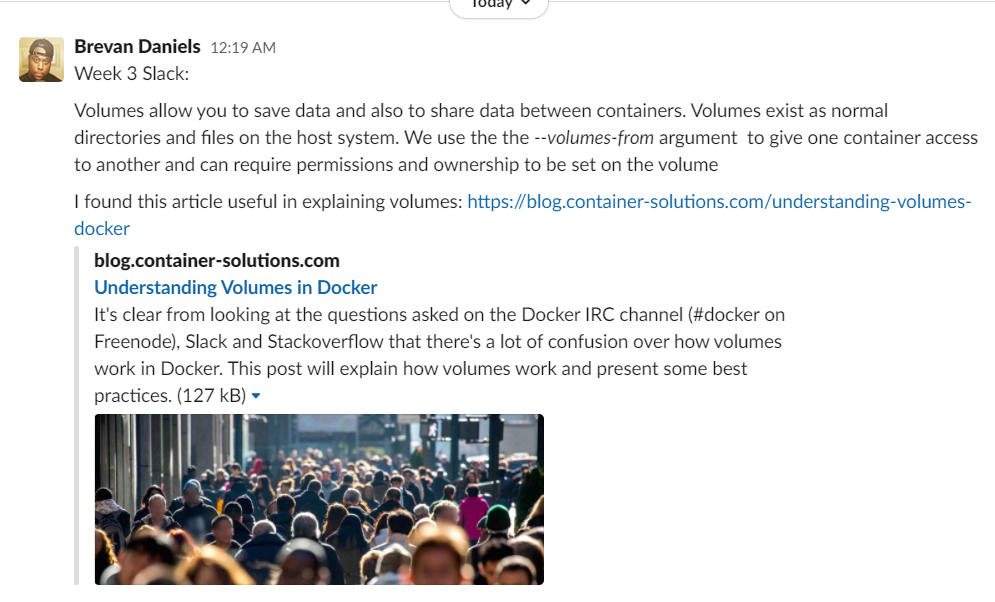 Today
Brevan Daniels 12:19 AM
Week 3 Slack:
Volumes allow you to save data and also to share data between containers. Volumes exist as normal
directories and files on the host system. We use the the --volumes-from argument  to give one container access
to another and can require permissions and ownership to be set on the volume
I found this article useful in explaining volumes: https://blog.container-solutions.com/understanding-volumes-
docker
blog.container-solutions.com
Understanding Volumes in Docker
It's clear from looking at the questions asked on the Docker IRC channel (#docker on
Freenode), Slack and Stackoverflow that there's a lot of confusion over how volumes
work in Docker. This post will explain how volumes work and present some best
practices. (127 kB)